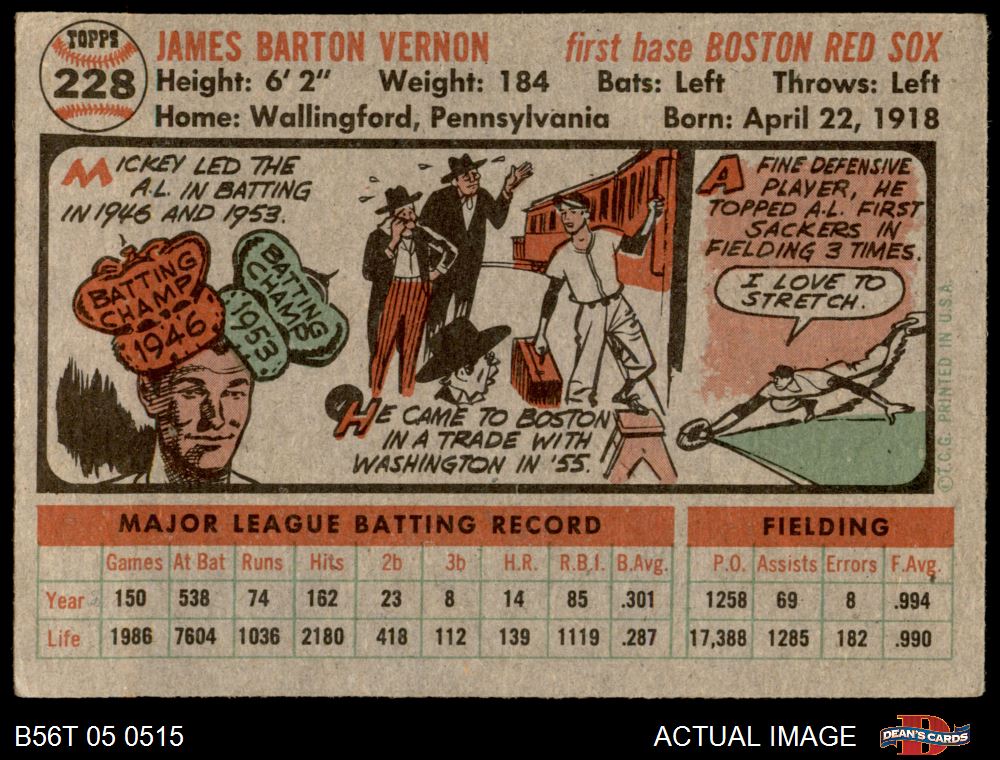 TOPPS
228
JAMES BARTON VERNON first base BOSTON RED SOX
Height: 6' 2" Weight: 184 Bats: Left Throws: Left
Home: Wallingford, Pennsylvania Born: April 22, 1918
MICKEY LED THE
A.L. IN BATTING
IN 1946 AND 1953.
BATTING
CHAMP
1946
BATTING
CHAMPS
1953
HE CAME TO BOSTON
IN A TRADE WITH
WASHINGTON IN '55.
A FINE DEFENSIVE
PLAYER, HE
TOPPED A.L. FIRST
SACKERS IN
FIELDING 3 TIMES.
I LOVE TO
STRETCH.
©T.C.G. PRINTED IN U.S.A.
MAJOR LEAGUE BATTING RECORD FIELDING
Games At Bat Runs Hits 2b 3b H.R. R.B.I. B.Avg. P.O. Assists Errors F.Avg.
Year 150 538 74 162 23 8 14 85 .301 1258 69 8 .994
Life 1986 7604 1036 2180 418 112 139 1119 .287 17,388 1285 182 .990
B56T 05 0515 ACTUAL IMAGE
D
DEAN'S CARDS